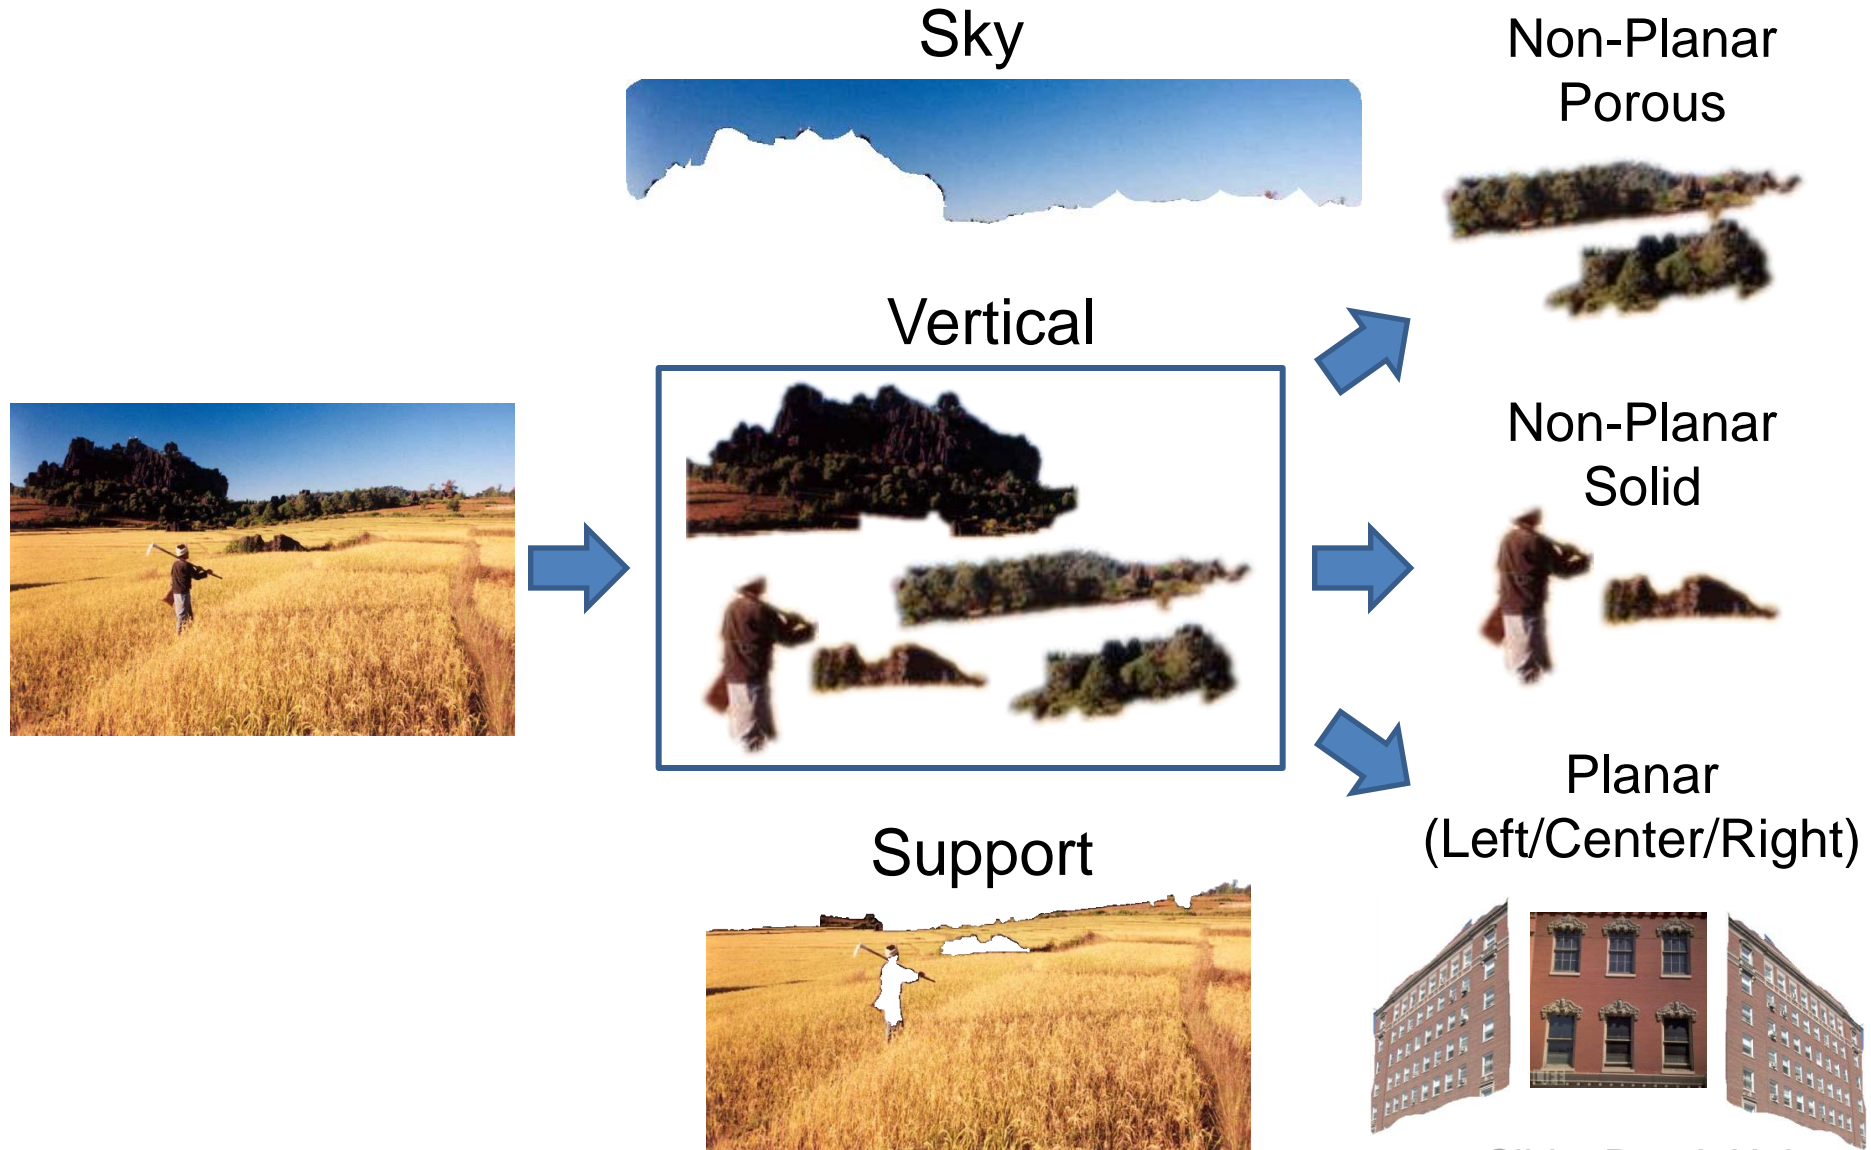 Sky
Non-Planar
Porous
Vertical
Non-Planar
Solid
Planar
(Left/Center/Right)
Support